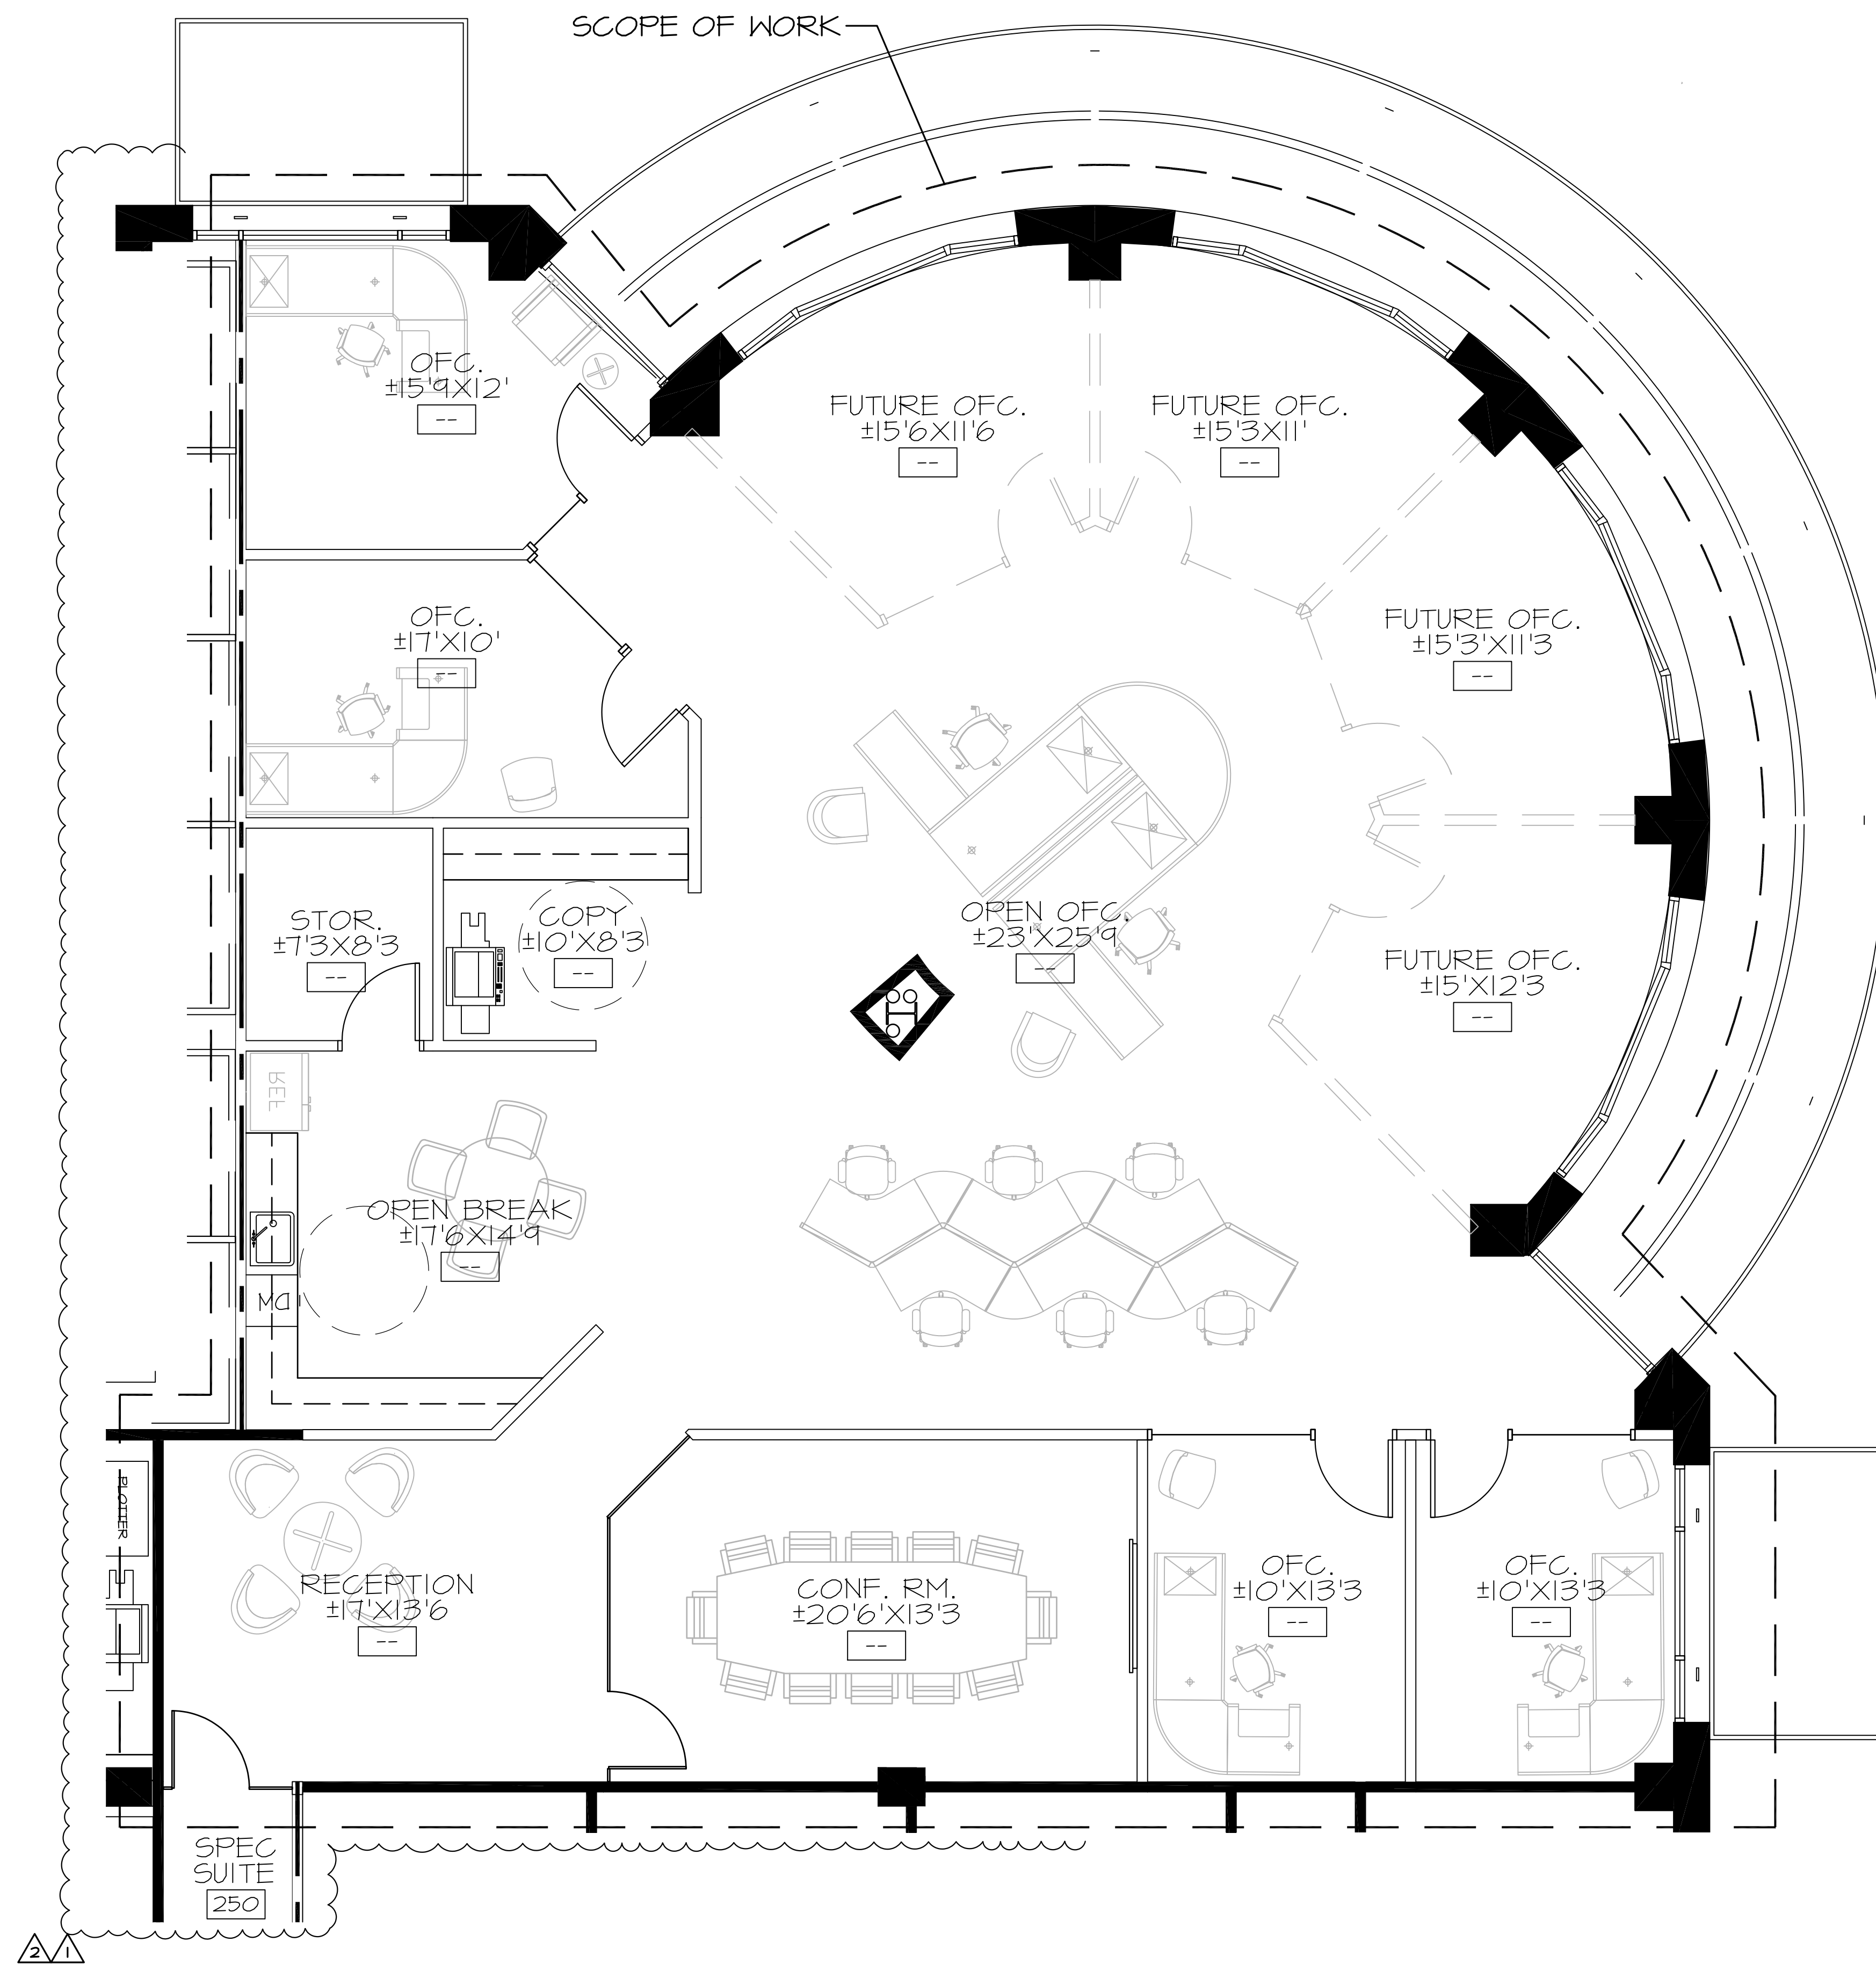 SCOPE OF WORK
OFC.
±15'9X12'
--
FUTURE OFC.
±15'6X11'6
--
FUTURE OFC.
±15'3X11'
--
OFC.
±17'X10'
--
FUTURE OFC.
±15'3'X11'3
--
STOR.
±7'3X8'3
--
COPY
±10'X8'3
--
OPEN OFC.
±23'X25'9
--
FUTURE OFC.
±15'X12'3
--
REF
OPEN BREAK
±17'6X14'9
--
DW
PLOTTER
RECEPTION
±17'X13'6
--
CONF. RM.
±20'6'X13'3
--
OFC.
±10'X13'3
--
OFC.
±10'X13'3
--
SPEC
SUITE
250
2 1